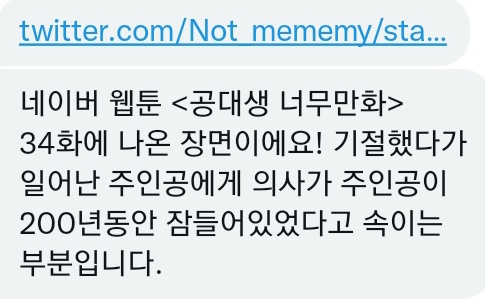 twitter.com/Not_mememy/sta...
네이버 웹툰 <공대생 너무만화>
34화에 나온 장면이에요! 기절했다가
일어난 주인공에게 의사가 주인공이
200년동안 잠들어있었다고 속이는
부분입니다.